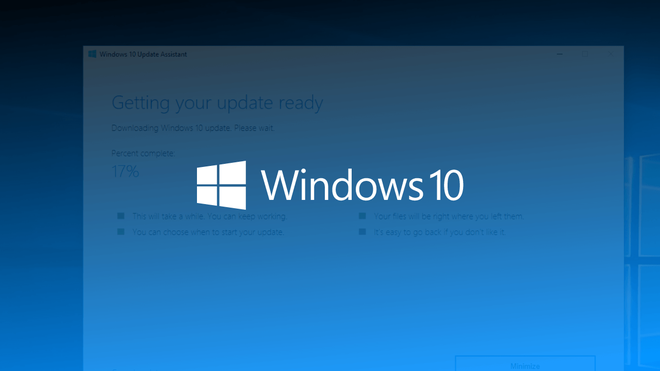 Windows 10 Update Assistant
Getting your update ready
Downloading Windows 10 update. Please wait.
Percent complete:
17%
Windows 10
This will take a while. You can keep working.
Your files will be right where you left them.
You can choose when to start your update.
It's easy to go back if you don't like it.
Minimize